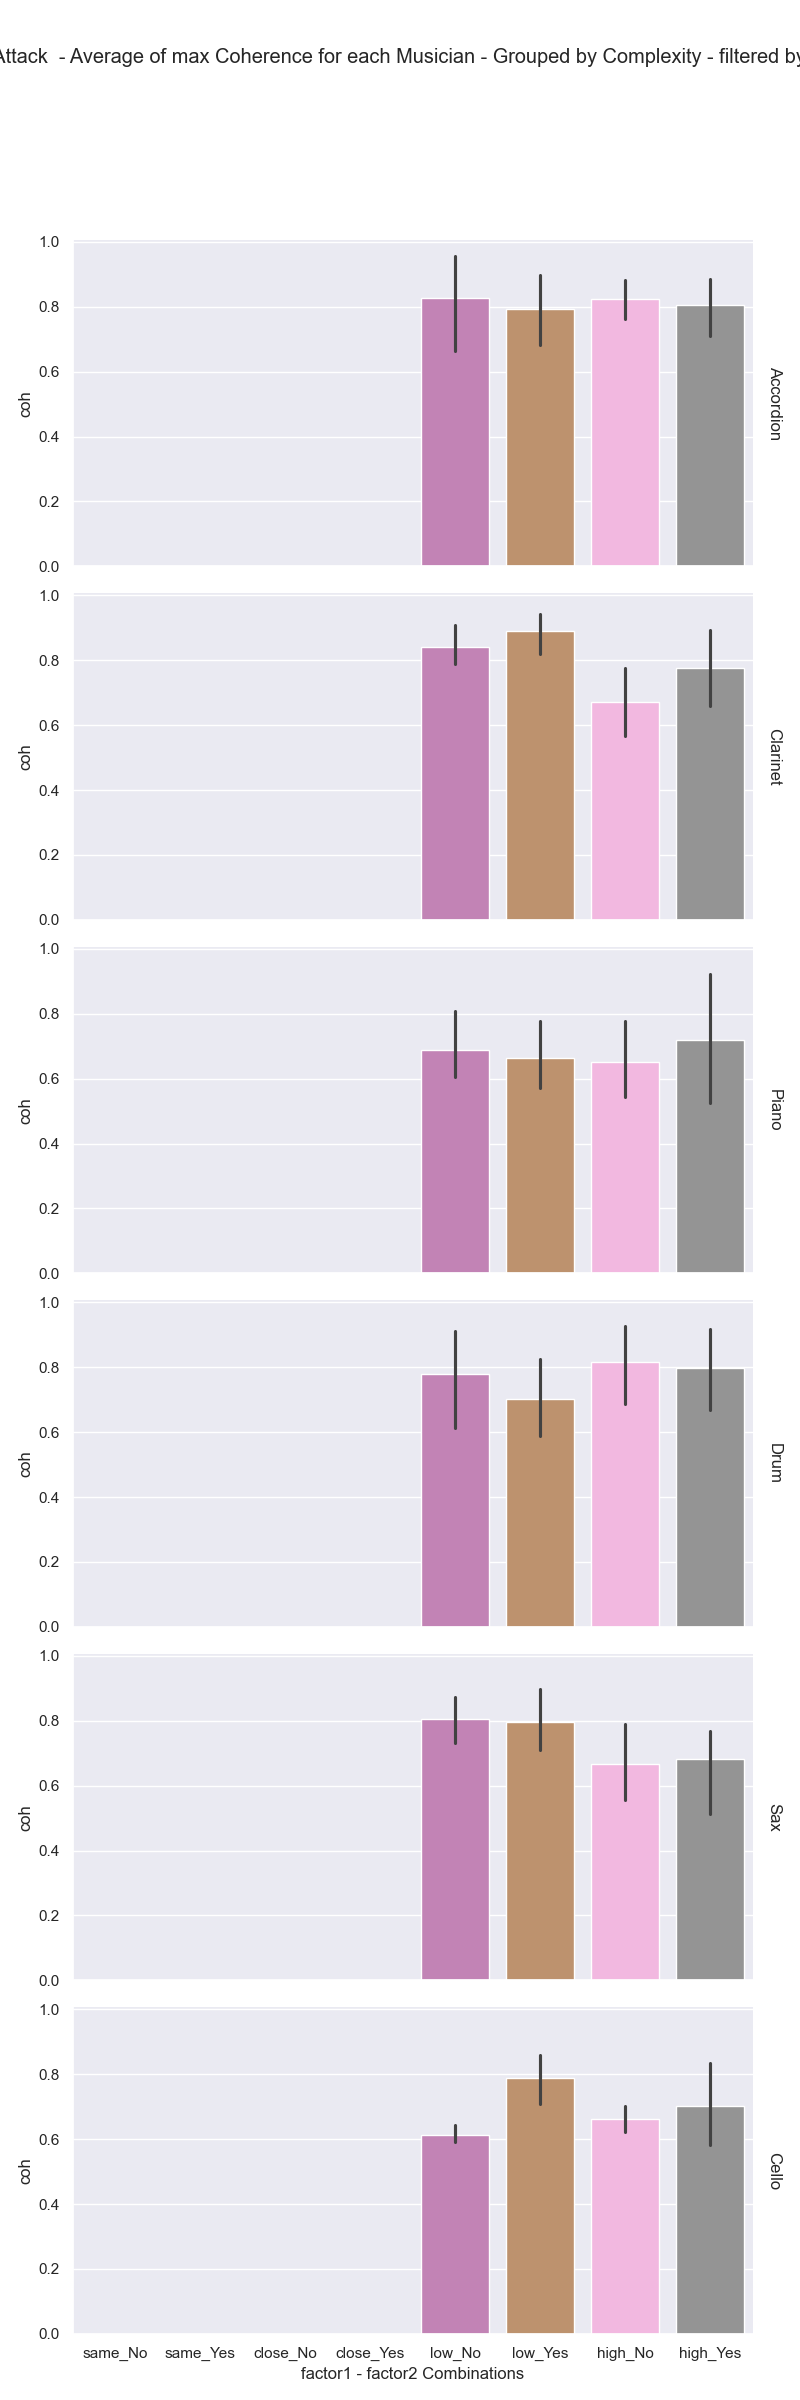 Attack - Average of max Coherence for each Musician - Grouped by Complexity - filtered by
1.0
0.8
0.6
0.4
0.2
0.0
coh
Accordion
1.0
0.8
0.6
0.4
0.2
0.0
coh
Clarinet
1.0
0.8
0.6
0.4
0.2
0.0
coh
Piano
1.0
0.8
0.6
0.4
0.2
0.0
coh
Drum
1.0
0.8
0.6
0.4
0.2
0.0
coh
Sax
1.0
0.8
0.6
0.4
0.2
0.0
coh
Cello
same_No same_Yes close_No close_Yes low_No low_Yes high_No high_Yes
factor1 - factor2 Combinations